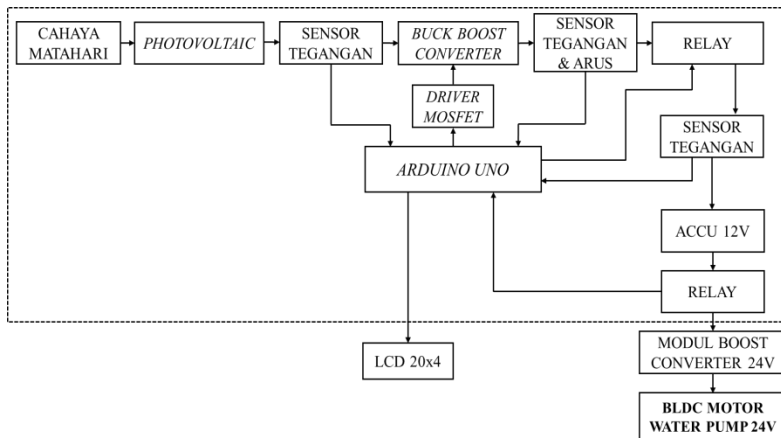 CAHAYA
MATAHARI
PHOTOVOLTAIC
SENSOR
TEGANGAN
BUCK BOOST
CONVERTER
SENSOR
TEGANGAN
& ARUS
RELAY
DRIVER
MOSFET
SENSOR
TEGANGAN
ARDUINO UNO
ACCU 12V
RELAY
LCD 20x4
MODUL BOOST
CONVERTER 24V
BLDC MOTOR
WATER PUMP 24V